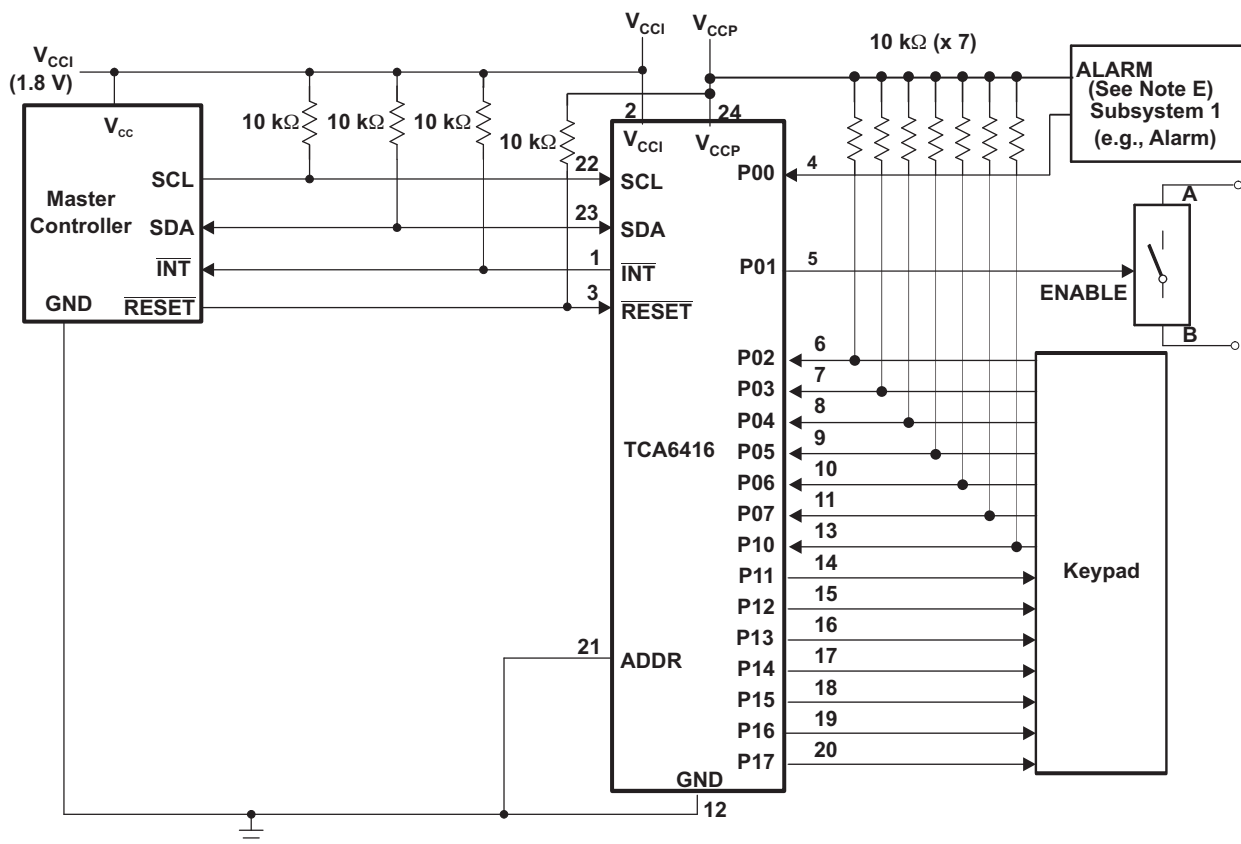 VCCI
(1.8 V)
VCCI
VCCP
10 kΩ (x 7)
ALARM
(See Note E)
Subsystem 1
(e.g., Alarm)
VCC
10 kΩ
10 kΩ
10 kΩ
10 kΩ
2
24
VCCI
VCCP
Master
Controller
SCL
SDA
INT
RESET
GND
22
SCL
23
SDA
1
INT
3
RESET
P00
4
P01
5
ENABLE
A
B
P02
6
P03
7
P04
8
P05
9
P06
10
P07
11
P10
13
P11
14
P12
15
P13
16
P14
17
P15
18
P16
19
P17
20
TCA6416
Keypad
21
ADDR
GND
12